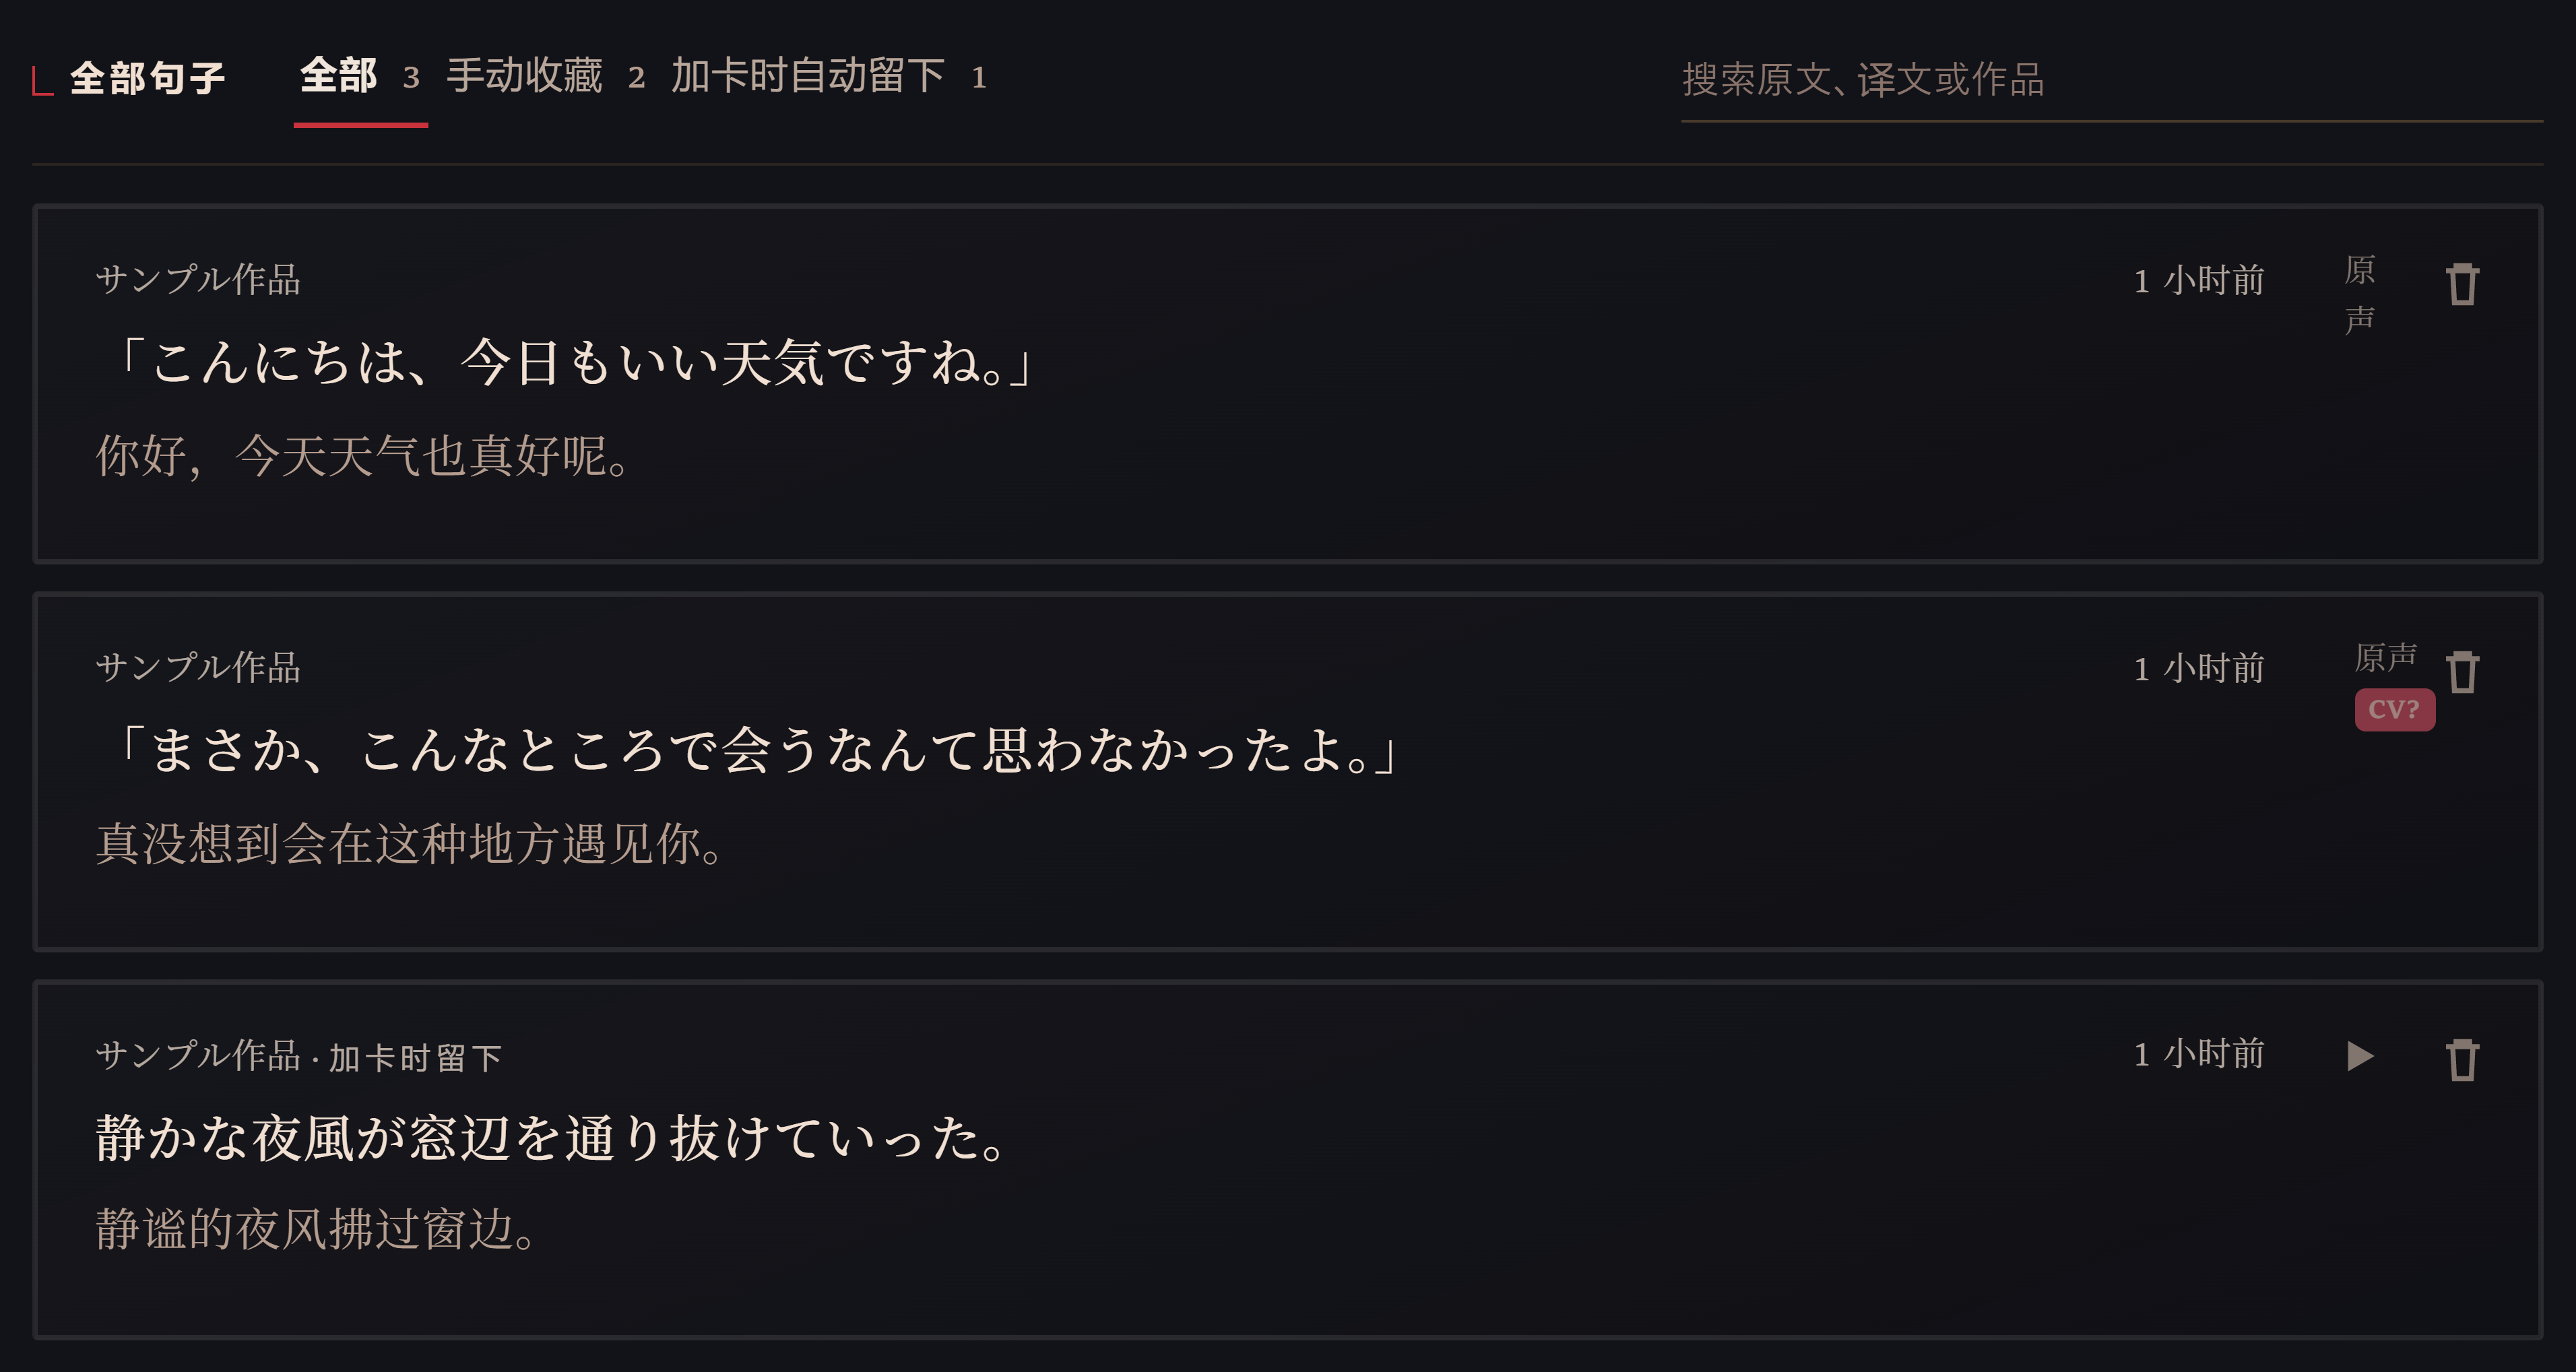 全部句子 全部 3 手动收藏 2 加卡时自动留下 1 搜索原文、译文或作品
サンプル作品 1 小时前 原声
「こんにちは、今日もいい天気ですね。」
你好，今天天气也真好呢。
サンプル作品 1 小时前 原声
CV?
「まさか、こんなところで会うなんて思わなかったよ。」
真没想到会在这种地方遇见你。
サンプル作品 · 加卡时留下 1 小时前
静かな夜風が窓辺を通り抜けていった。
静谧的夜风拂过窗边。